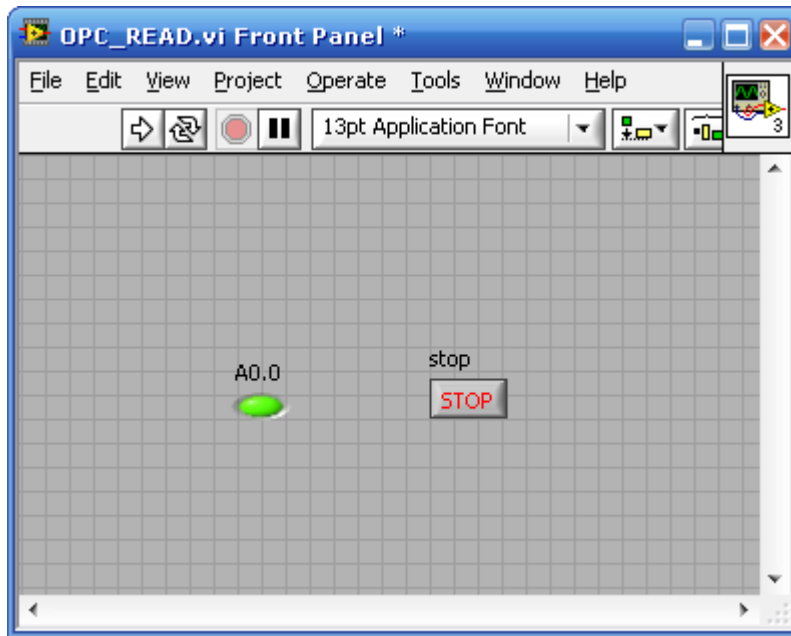 OPC_READ.vi Front Panel *
File Edit View Project Operate Tools Window Help
13pt Application Font
3
A0.0
stop
STOP